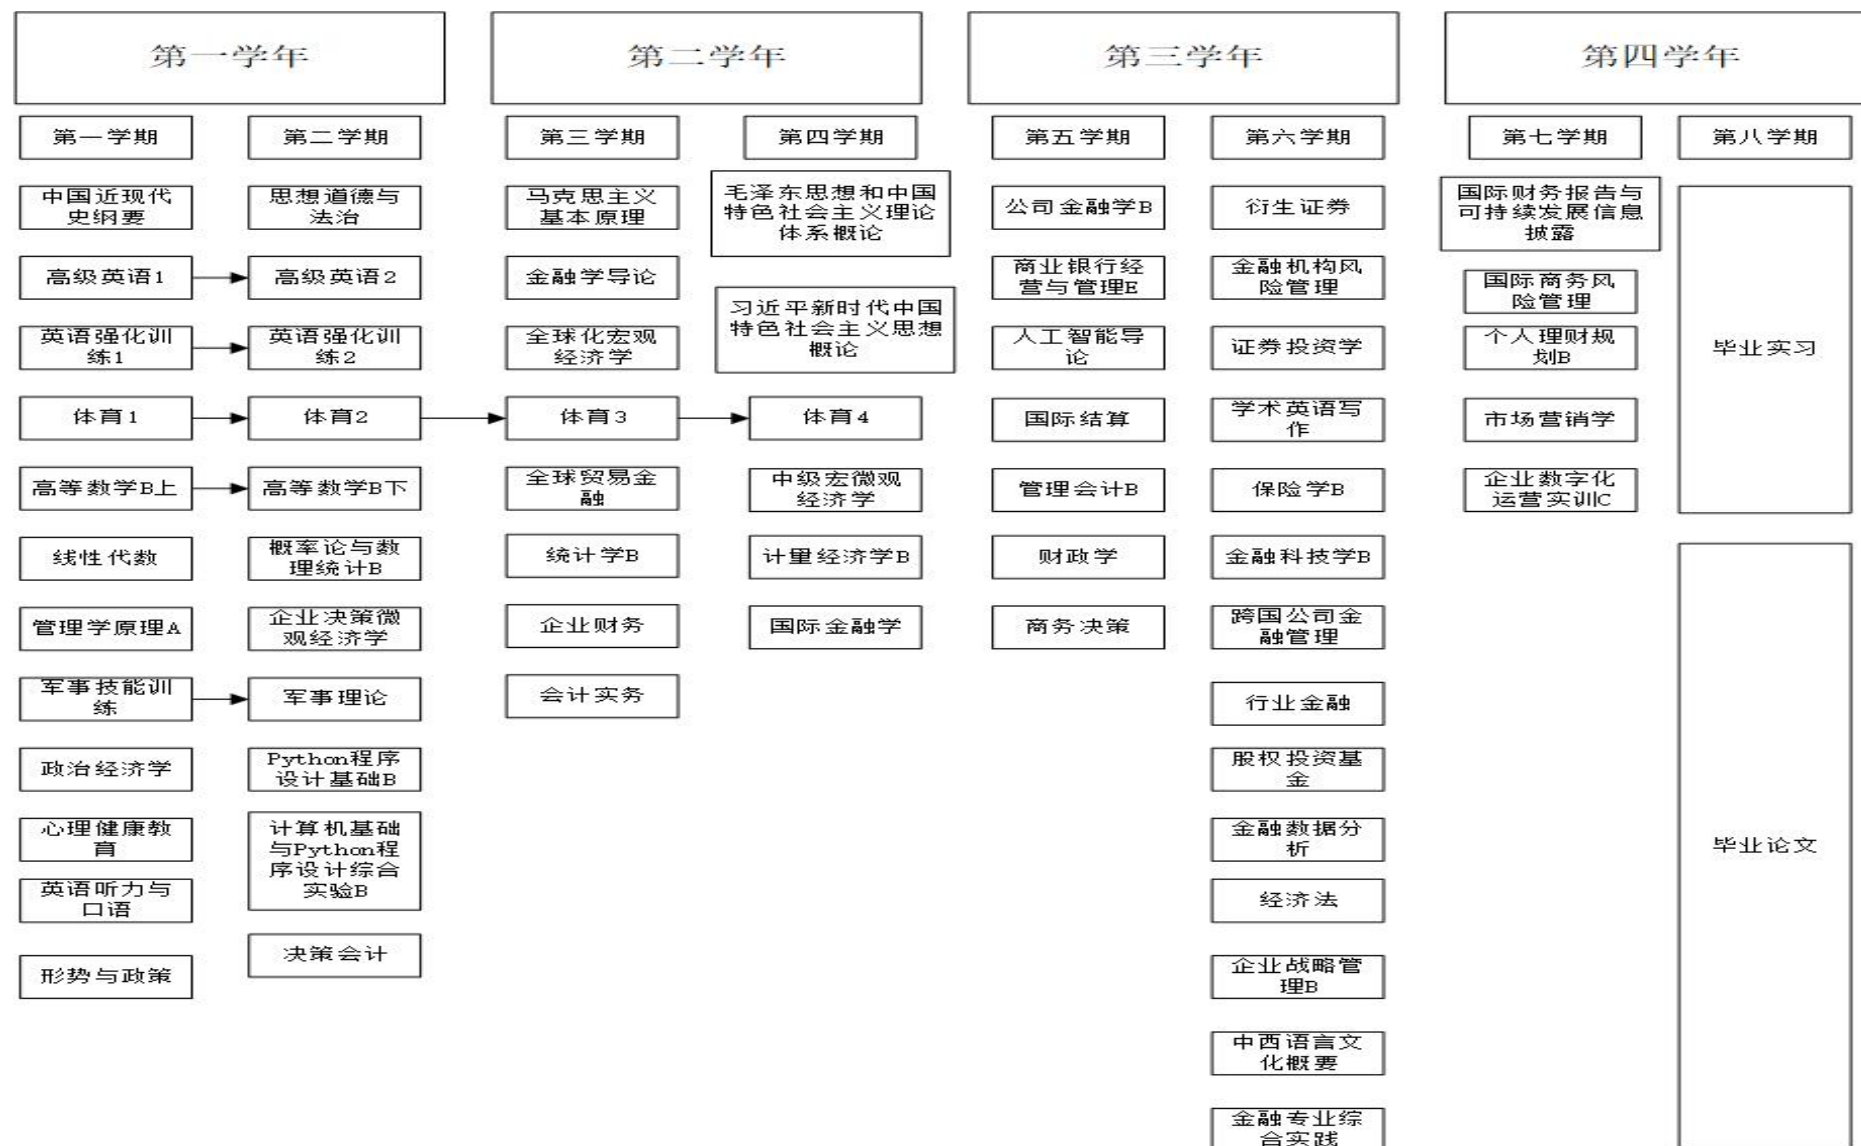 第一学年
第二学年
第三学年
第四学年
第一学期
第二学期
第三学期
第四学期
第五学期
第六学期
第七学期
第八学期
中国近现代
史纲要
高级英语1
英语强化训
练1
体育1
高等数学B上
线性代数
管理学原理A
军事技能训
练
政治经济学
心理健康教
育
英语听力与
口语
形势与政策
思想道德与
法治
高级英语2
英语强化训
练2
体育2
高等数学B下
概率论与数
理统计B
企业决策微
观经济学
军事理论
Python程序
设计基础B
计算机基础
与Python程
序设计综合
实验B
决策会计
马克思主义
基本原理
金融学导论
全球化宏观
经济学
体育3
全球贸易金
融
统计学B
企业财务
会计实务
毛泽东思想和中国
特色社会主义理论
体系概论
习近平新时代中国
特色社会主义思想
概论
体育4
中级宏微观
经济学
计量经济学B
国际金融学
公司金融学B
商业银行经
营与管理E
人工智能导
论
国际结算
管理会计B
财政学
商务决策
衍生证券
金融机构风
险管理
证券投资学
学术英语写
作
保险学B
金融科技学B
跨国公司金
融管理
行业金融
股权投资基
金
金融数据分
析
经济法
企业战略管
理B
中西语言文
化概要
金融专业综
合实践
国际财务报告与
可持续发展信息
披露
国际商务风
险管理
个人理财规
划B
市场营销学
企业数字化
运营实训C
毕业实习
毕业论文